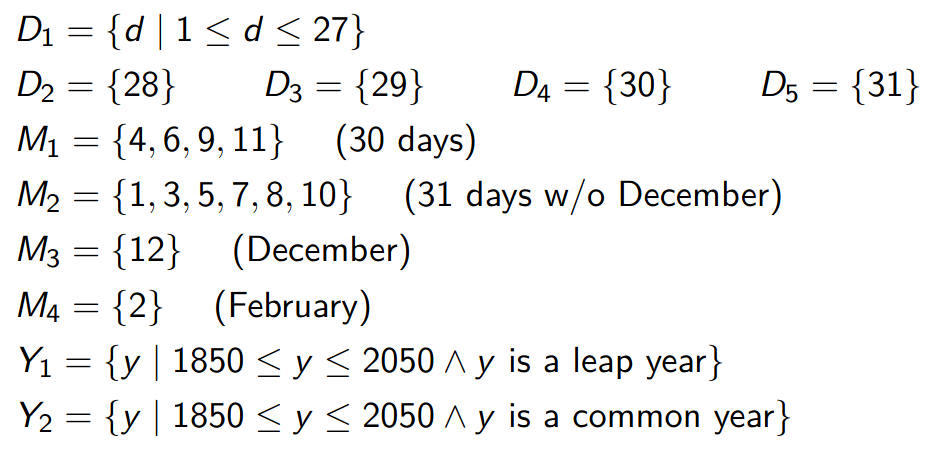 D₁ = {d | 1 ≤ d ≤ 27}
D₂ = {28} D₃ = {29} D₄ = {30} D₅ = {31}
M₁ = {4, 6, 9, 11} (30 days)
M₂ = {1, 3, 5, 7, 8, 10} (31 days w/o December)
M₃ = {12} (December)
M₄ = {2} (February)
Y₁ = {y | 1850 ≤ y ≤ 2050 ∧ y is a leap year}
Y₂ = {y | 1850 ≤ y ≤ 2050 ∧ y is a common year}